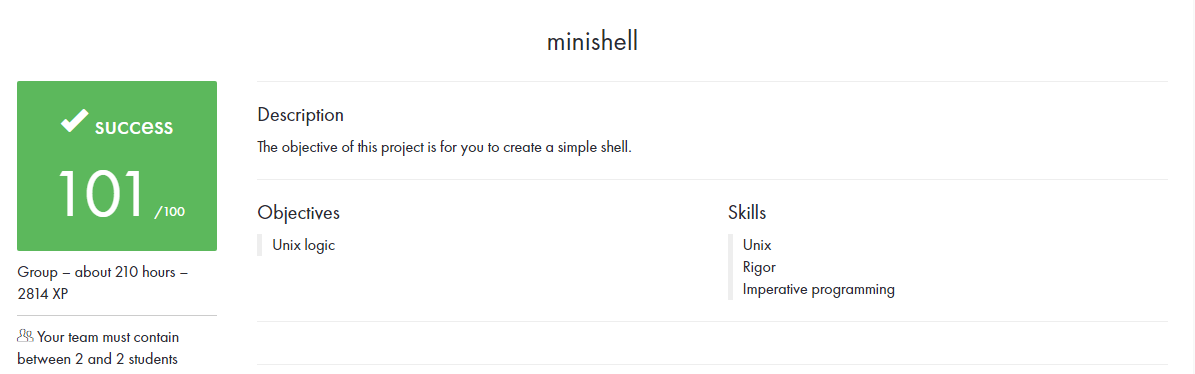 minishell
success
101 /100
Group – about 210 hours –
2814 XP
Your team must contain
between 2 and 2 students
Description
The objective of this project is for you to create a simple shell.
Objectives
Unix logic
Skills
Unix
Rigor
Imperative programming